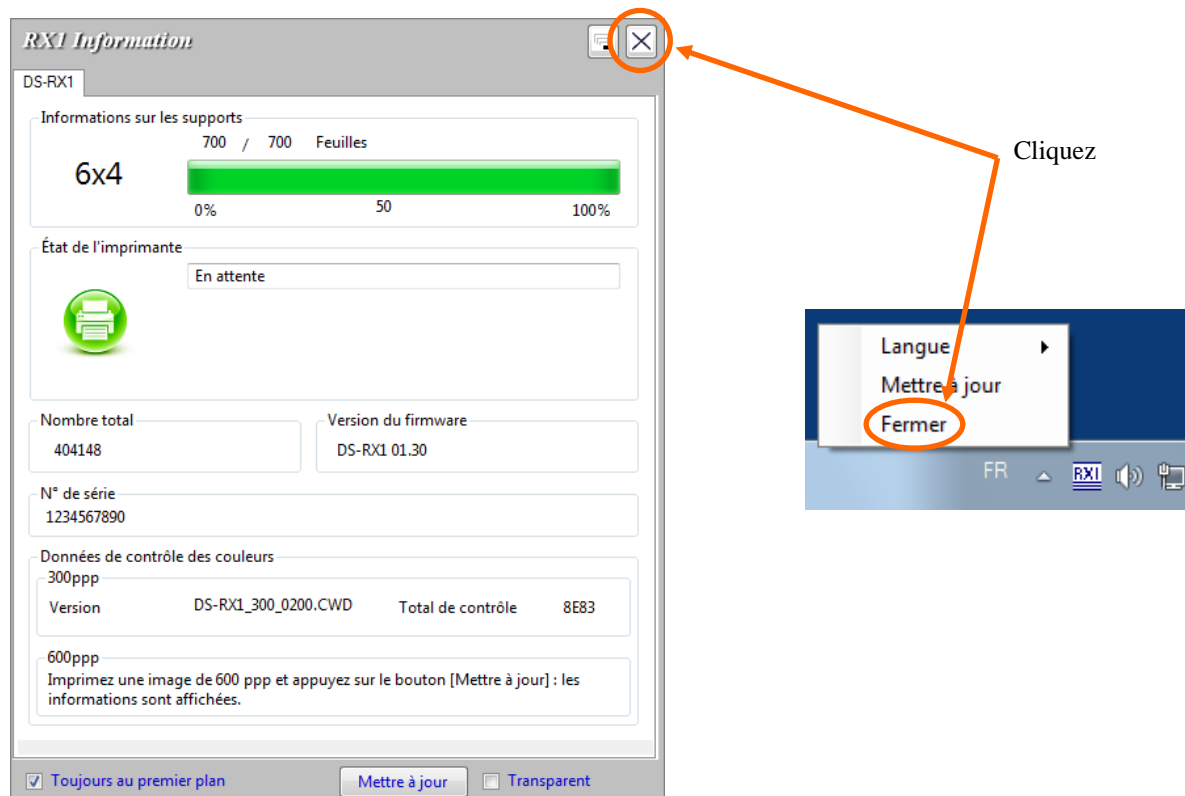 RX1 Information
DS-RX1
Informations sur les supports
700 / 700 Feuilles
6x4
0% 50 100%
État de l'imprimante
En attente
Nombre total
404148
Version du firmware
DS-RX1 01.30
N° de série
1234567890
Données de contrôle des couleurs
300ppp
Version DS-RX1_300_0200.CWD Total de contrôle 8E83
600ppp
Imprimez une image de 600 ppp et appuyez sur le bouton [Mettre à jour] : les
informations sont affichées.
Toujours au premier plan Mettre à jour Transparent
Cliquez
Langue
Mettre à jour
Fermer
FR RX1